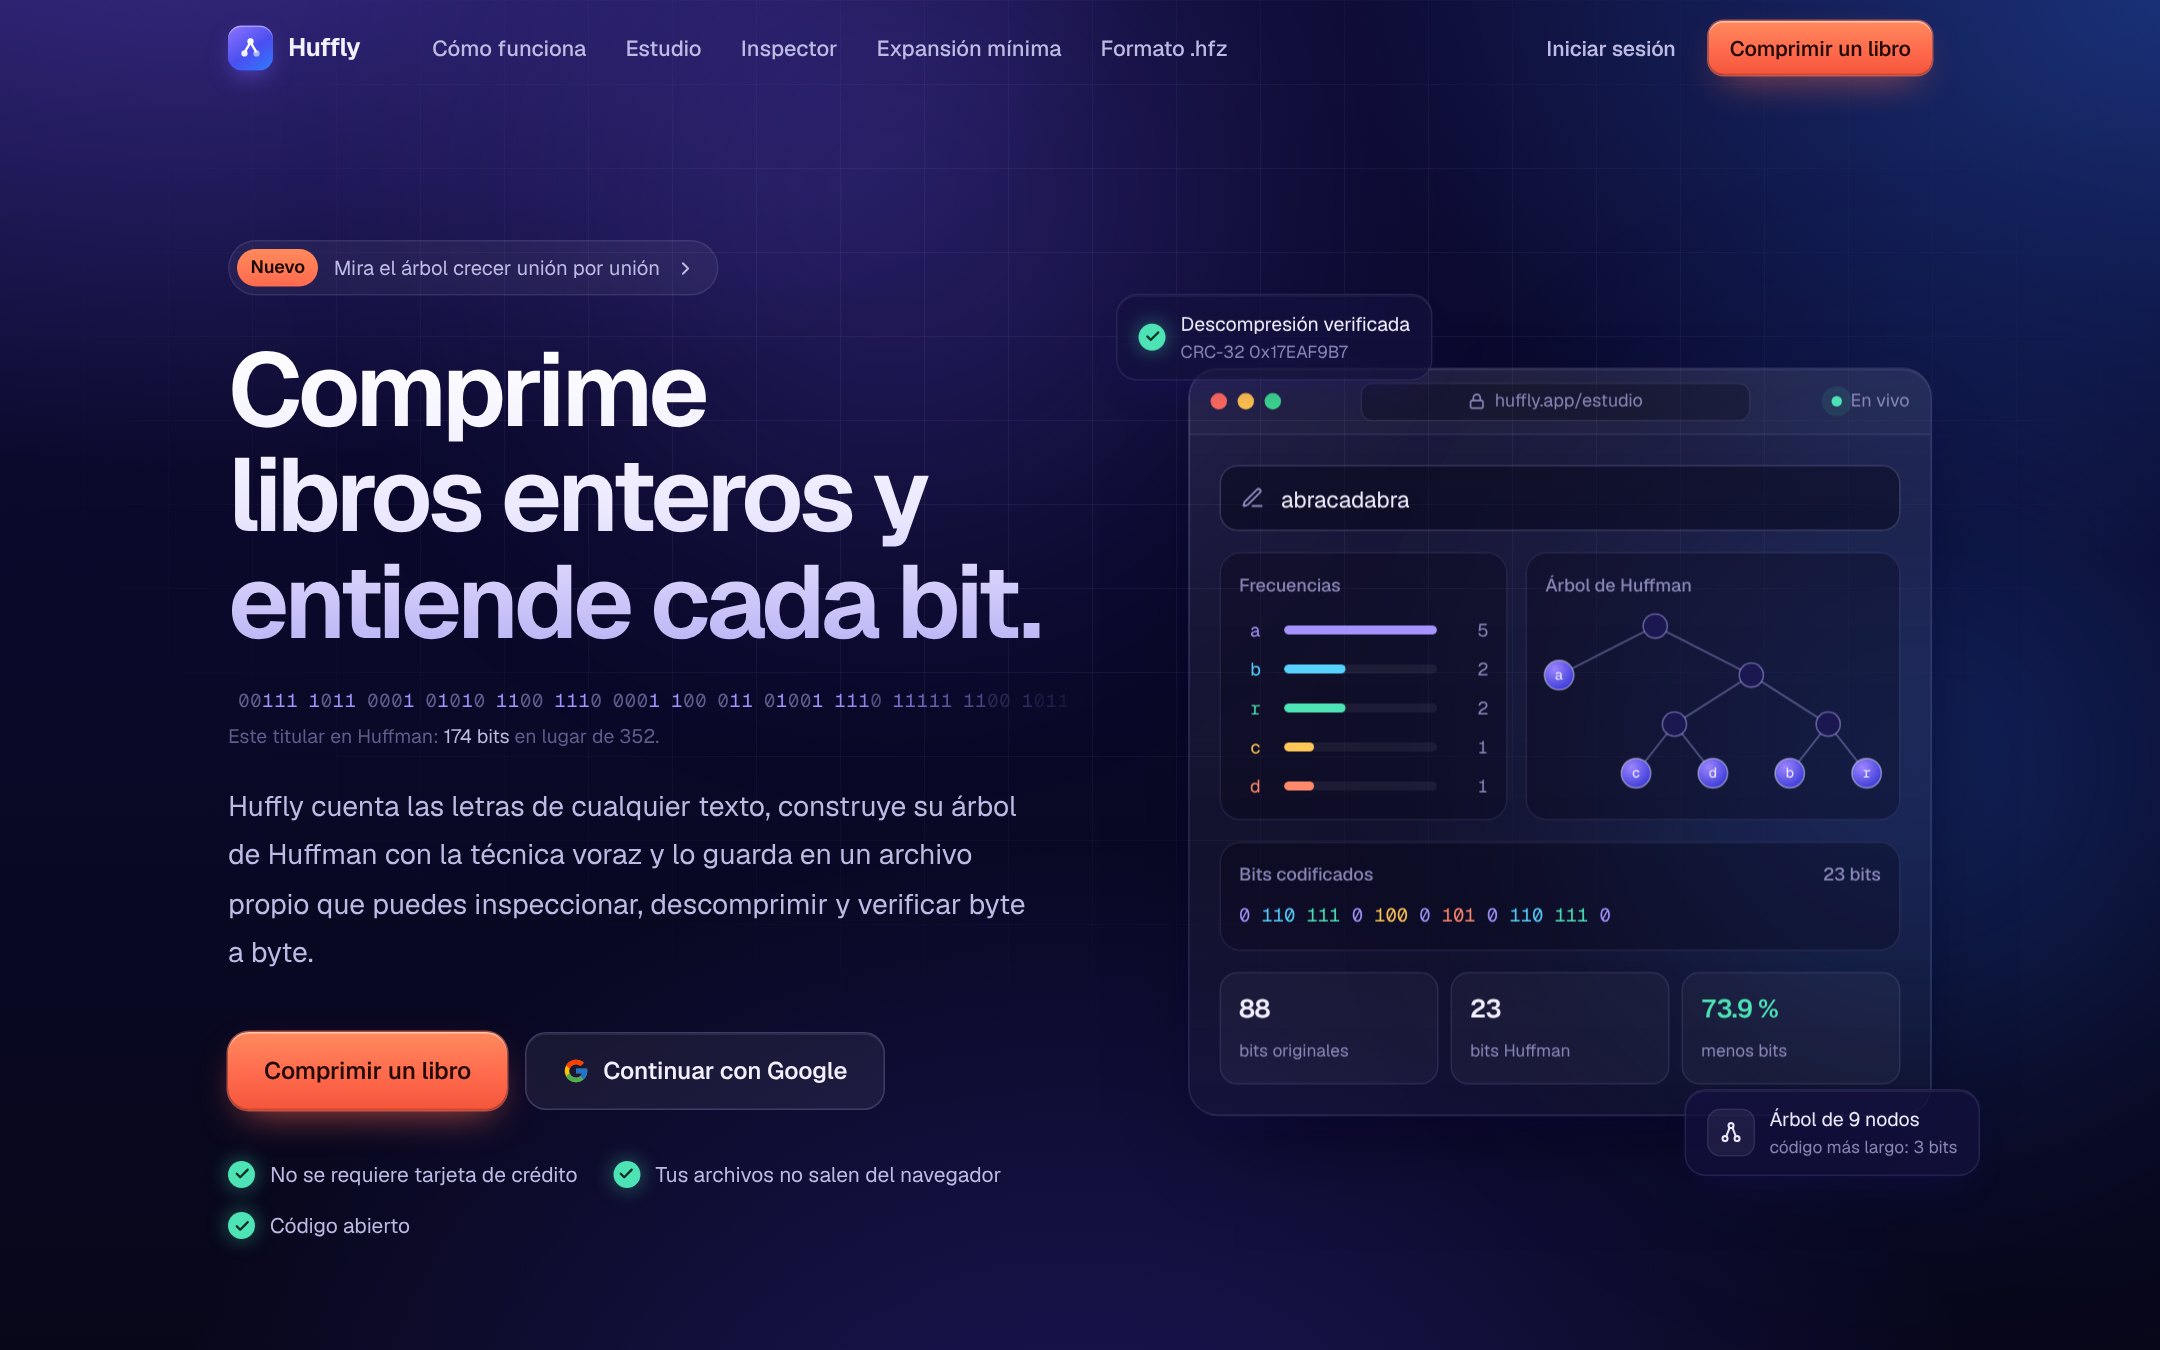 Huffly
Cómo funciona
Estudio
Inspector
Expansión mínima
Formato .hfz
Iniciar sesión
Comprimir un libro
Nuevo
Mira el árbol crecer unión por unión
Comprime
libros enteros y
entiende cada bit.
00111 1011 0001 01010 1100 1110 0001 100 011 01001 1110 11111 1100 1011
Este titular en Huffman: 174 bits en lugar de 352.
Huffly cuenta las letras de cualquier texto, construye su árbol
de Huffman con la técnica voraz y lo guarda en un archivo
propio que puedes inspeccionar, descomprimir y verificar byte
a byte.
Comprimir un libro
Continuar con Google
No se requiere tarjeta de crédito
Tus archivos no salen del navegador
Código abierto
Descompresión verificada
CRC-32 0x17EAF9B7
huffly.app/estudio
En vivo
abracadabra
Frecuencias
a 5
b 2
r 2
c 1
d 1
Árbol de Huffman
a
c d b r
Bits codificados
23 bits
0 110 111 0 100 0 101 0 110 111 0
88
bits originales
23
bits Huffman
73.9 %
menos bits
Árbol de 9 nodos
código más largo: 3 bits